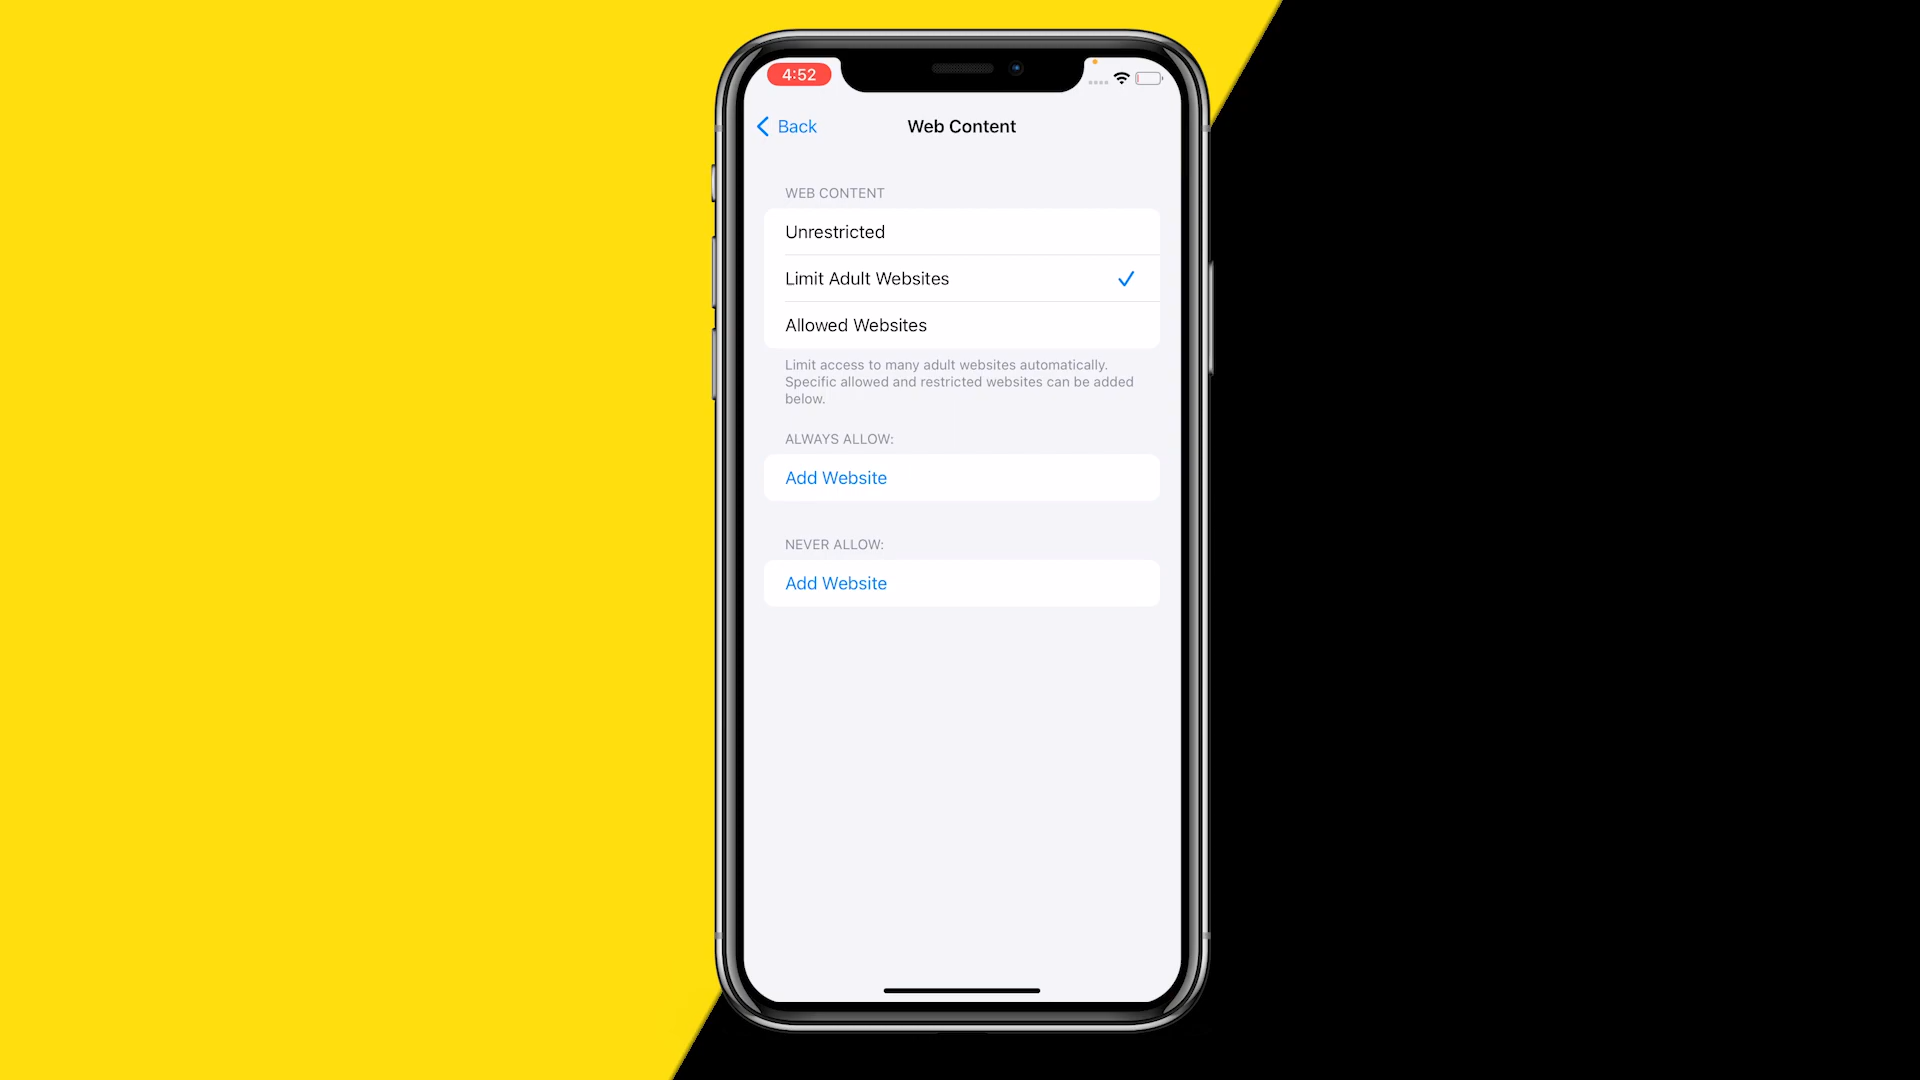 4:52
Back
Web Content
WEB CONTENT
Unrestricted
Limit Adult Websites
Allowed Websites
Limit access to many adult websites automatically.
Specific allowed and restricted websites can be added
below.
ALWAYS ALLOW:
Add Website
NEVER ALLOW:
Add Website